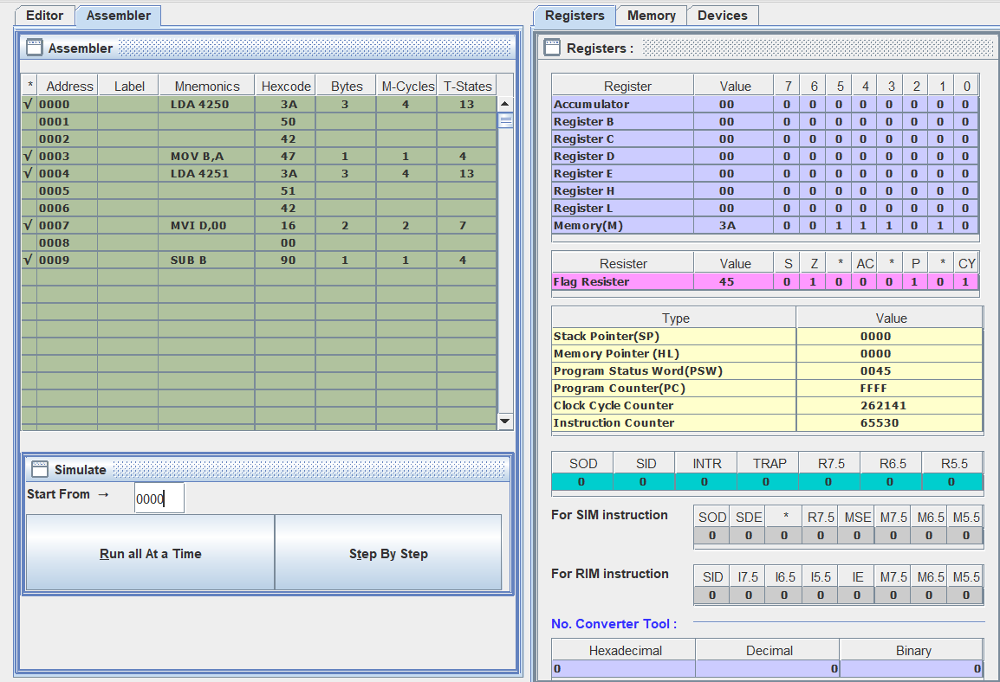 Editor Assembler
Assembler
* Address Label Mnemonics Hexcode Bytes M-Cycles T-States
√ 0000 LDA 4250 3A 3 4 13
0001 50
0002 42
√ 0003 MOV B,A 47 1 1 4
√ 0004 LDA 4251 3A 3 4 13
0005 51
0006 42
√ 0007 MVI D,00 16 2 2 7
0008 00
√ 0009 SUB B 90 1 1 4
Simulate
Start From → 0000
Run all At a Time Step By Step
Registers Memory Devices
Registers :
Register Value 7 6 5 4 3 2 1 0
Accumulator 00 0 0 0 0 0 0 0 0
Register B 00 0 0 0 0 0 0 0 0
Register C 00 0 0 0 0 0 0 0 0
Register D 00 0 0 0 0 0 0 0 0
Register E 00 0 0 0 0 0 0 0 0
Register H 00 0 0 0 0 0 0 0 0
Register L 00 0 0 0 0 0 0 0 0
Memory(M) 3A 0 0 1 1 1 0 1 0
Resister Value S Z * AC * P * CY
Flag Resister 45 0 1 0 0 0 1 0 1
Type Value
Stack Pointer(SP) 0000
Memory Pointer (HL) 0000
Program Status Word(PSW) 0045
Program Counter(PC) FFFF
Clock Cycle Counter 262141
Instruction Counter 65530
SOD SID INTR TRAP R7.5 R6.5 R5.5
0 0 0 0 0 0 0
For SIM instruction
SOD SDE * R7.5 MSE M7.5 M6.5 M5.5
0 0 0 0 0 0 0 0
For RIM instruction
SID I7.5 I6.5 I5.5 IE M7.5 M6.5 M5.5
0 0 0 0 0 0 0 0
No. Converter Tool :
Hexadecimal Decimal Binary
0 0 0